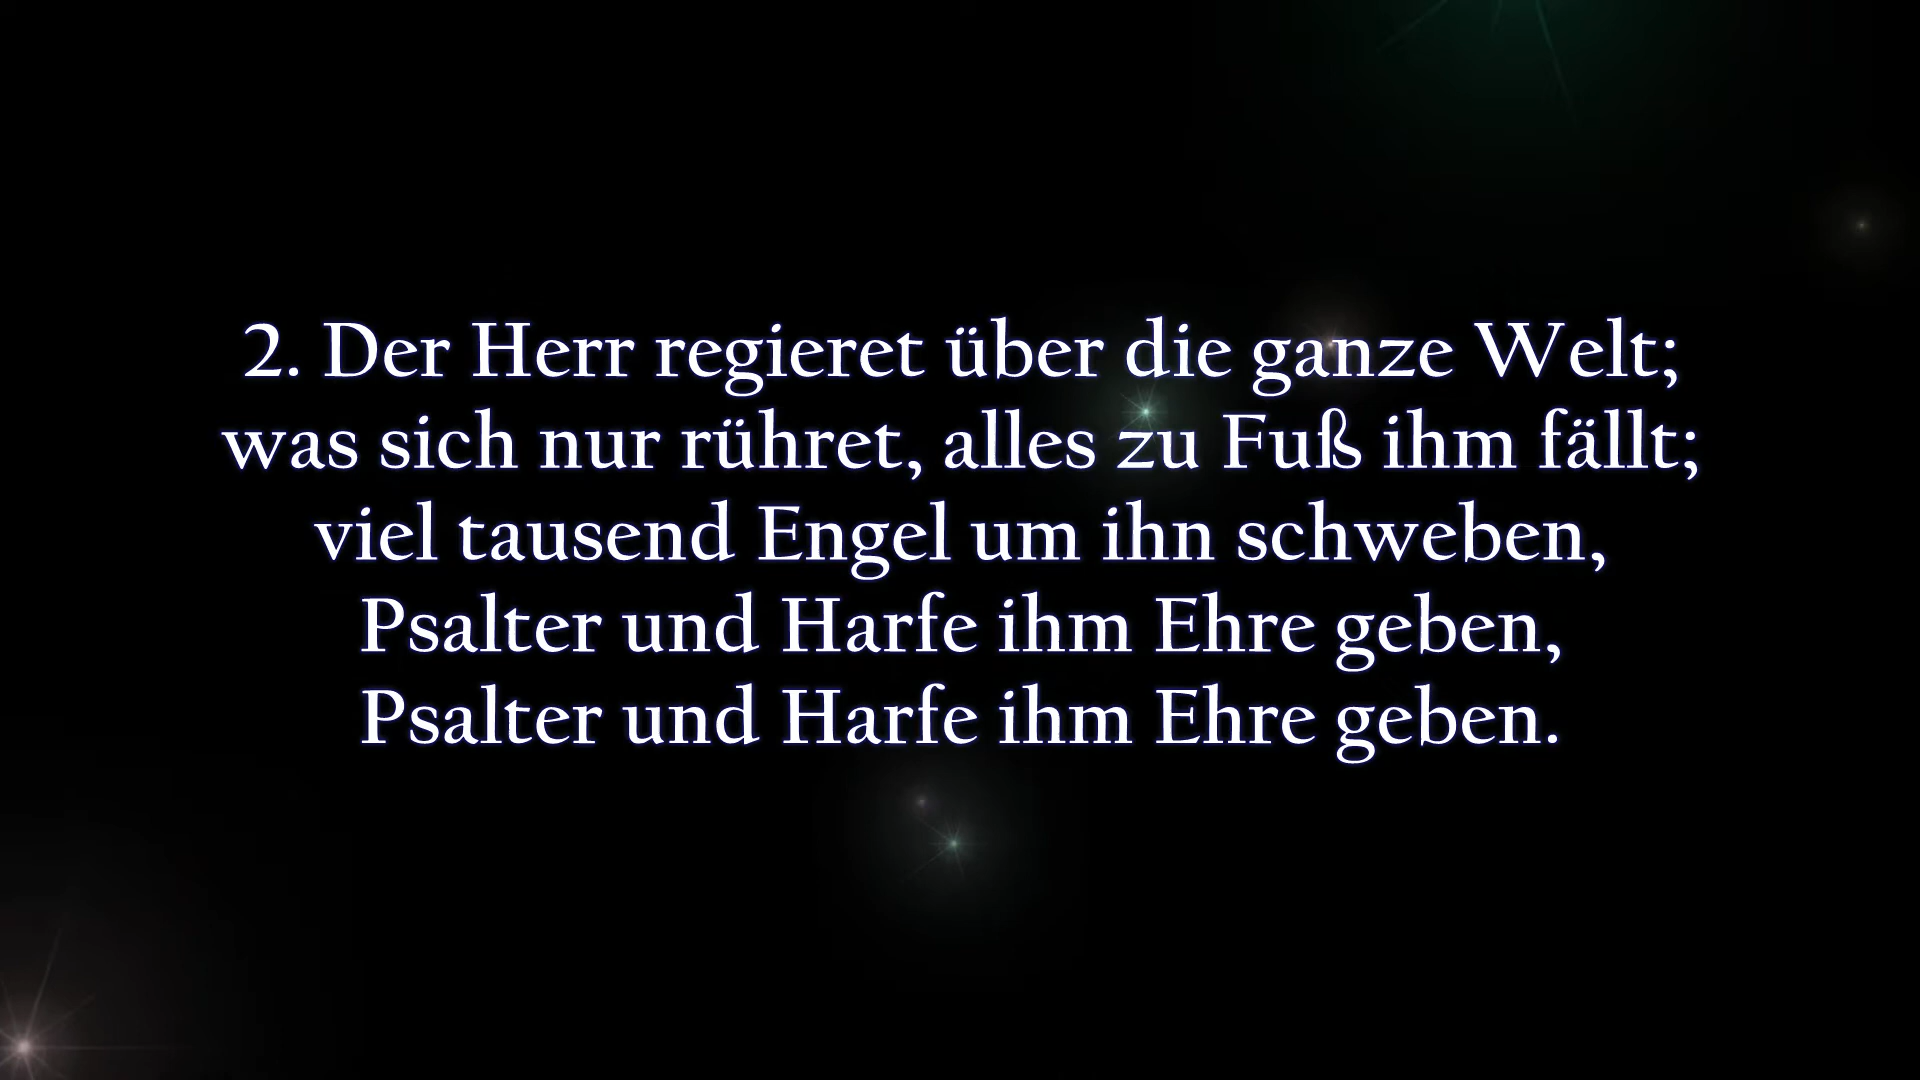 2. Der Herr regieret über die ganze Welt;
was sich nur rühret, alles zu Fuß ihm fällt;
viel tausend Engel um ihn schweben,
Psalter und Harfe ihm Ehre geben,
Psalter und Harfe ihm Ehre geben.